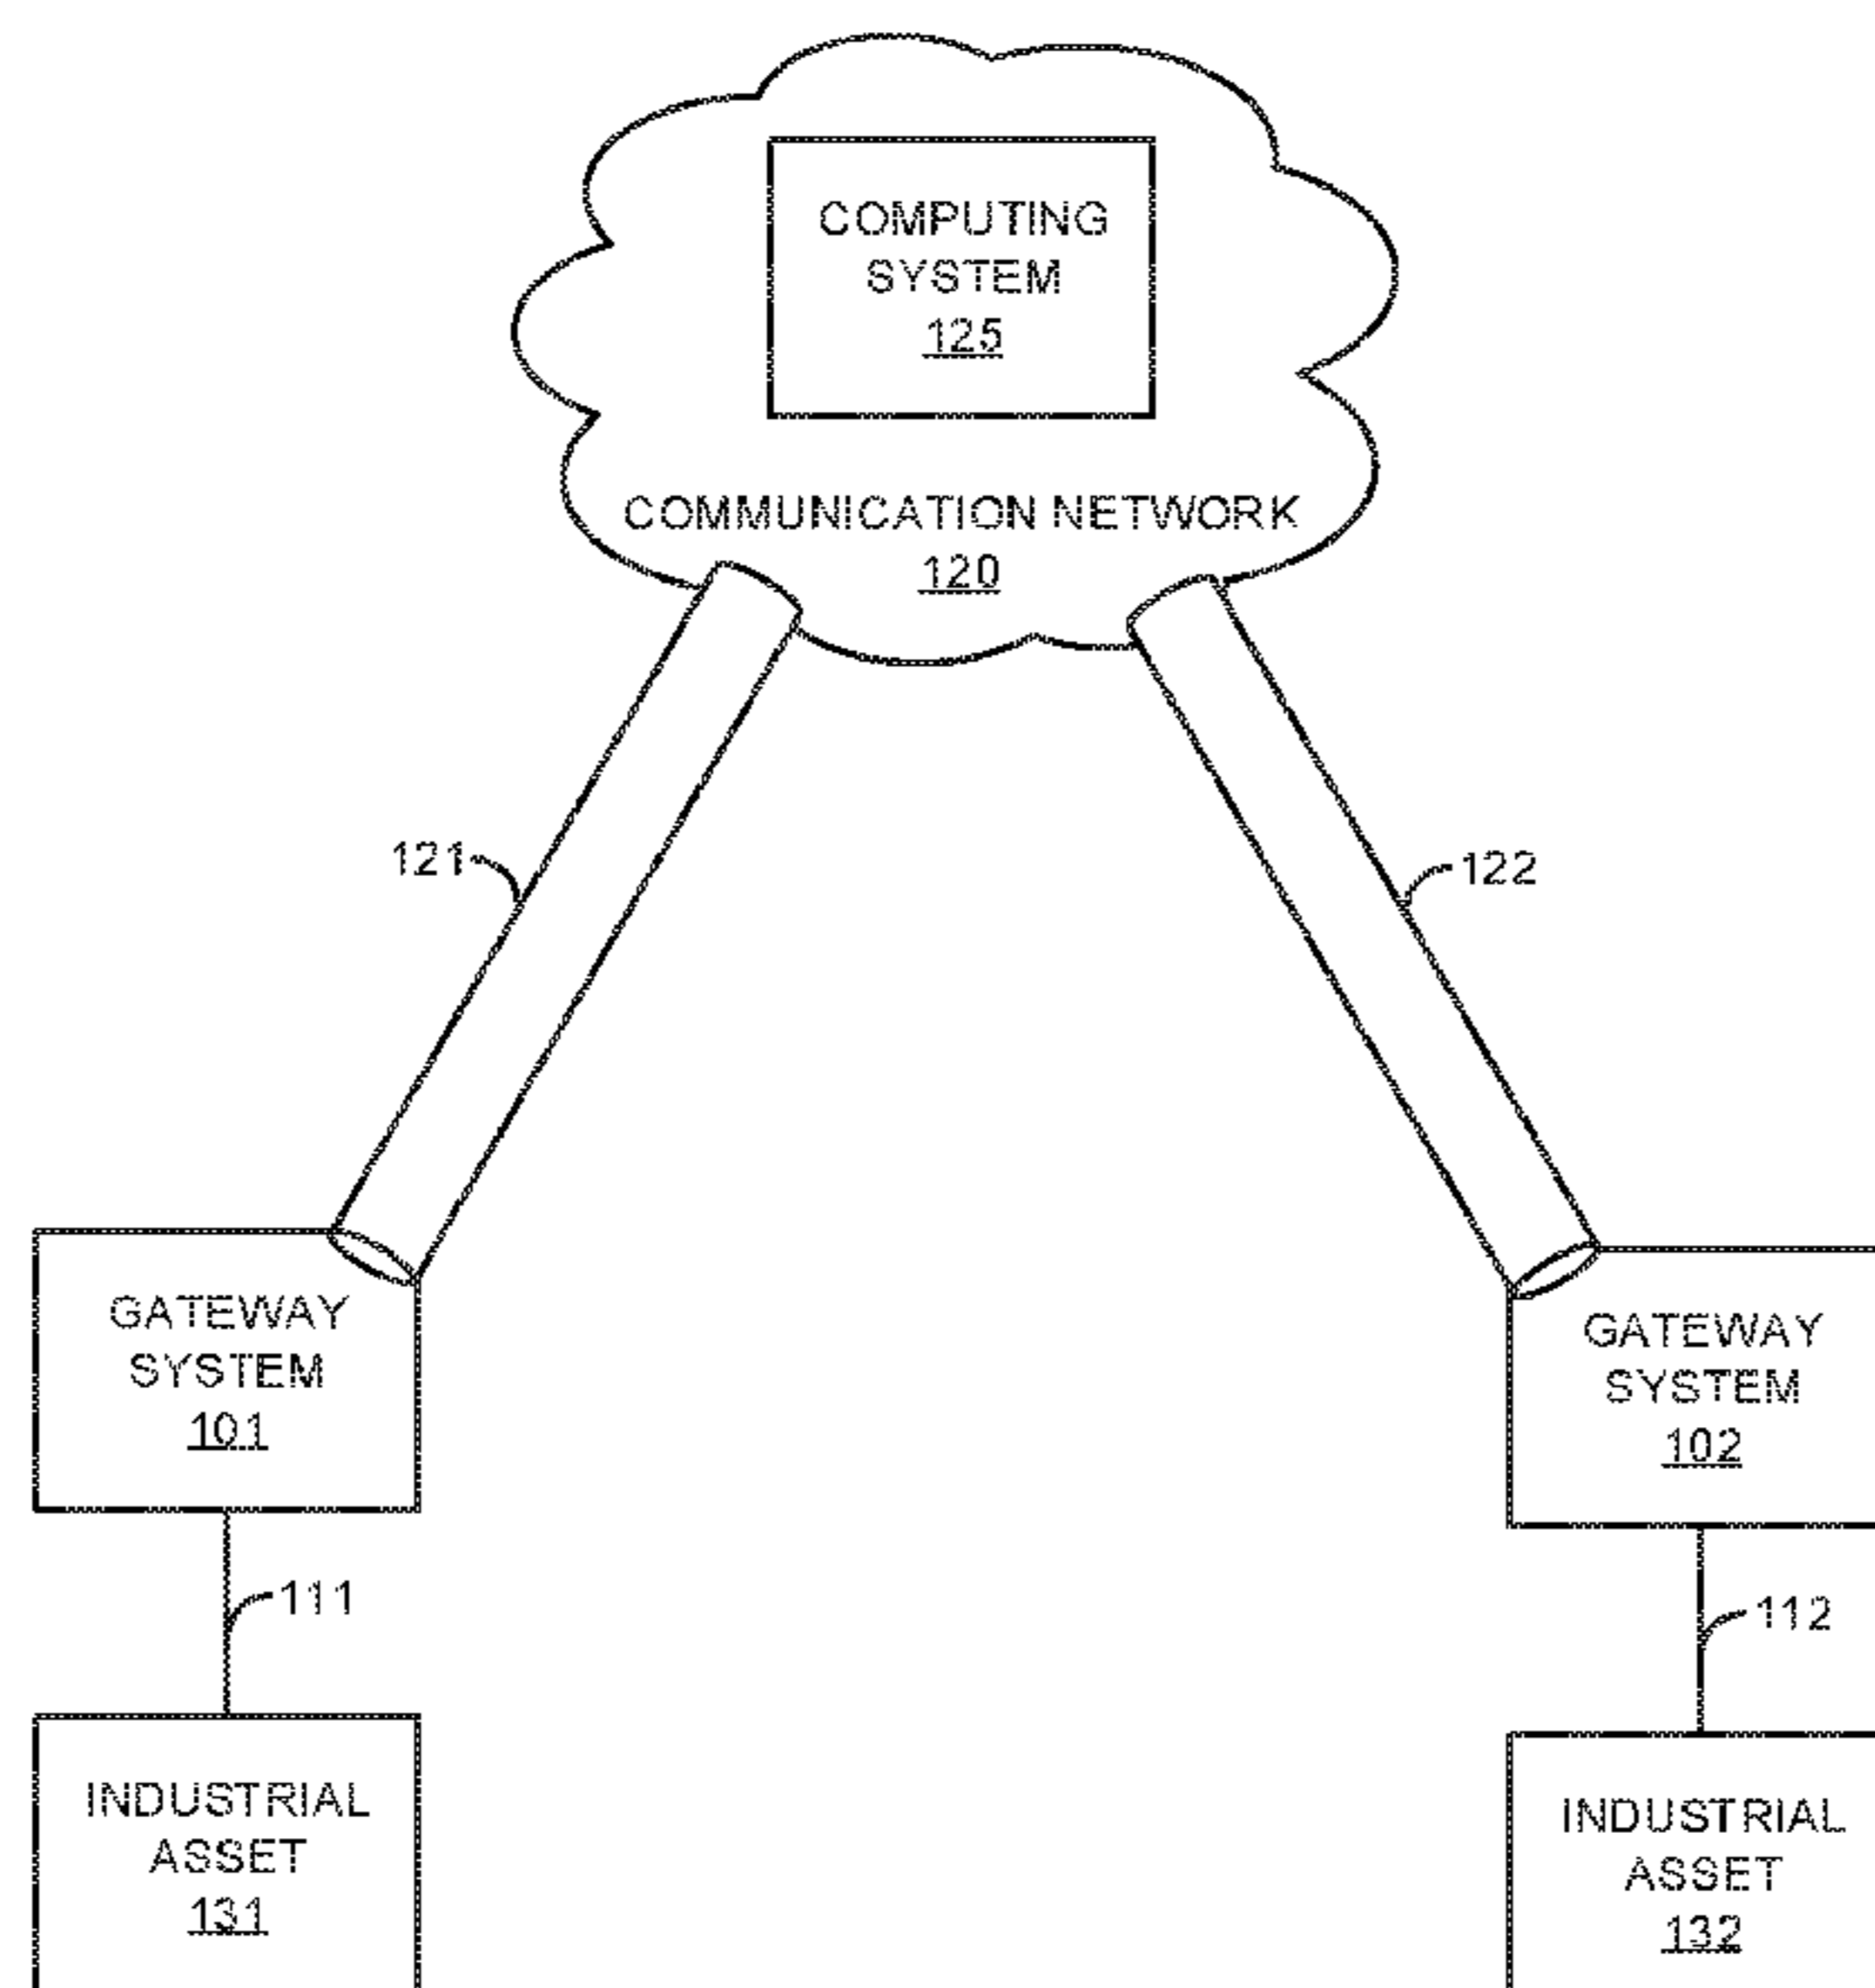 COMPUTING
SYSTEM
125
COMMUNICATION NETWORK
120
121
122
GATEWAY
SYSTEM
101
GATEWAY
SYSTEM
102
111
112
INDUSTRIAL
ASSET
131
INDUSTRIAL
ASSET
132